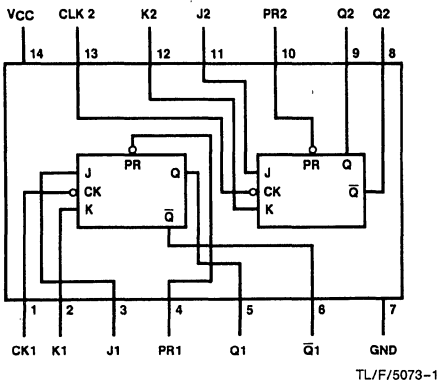 VCC CLK 2 K2 J2 PR2 Q2 Q2
14 13 12 11 10 9 8
PR
J Q
CK
K
Q̅
PR Q
J
CK Q̅
K
1 2 3 4 5 6 7
CK1 K1 J1 PR1 Q1 Q̅1 GND
TL/F/5073–1